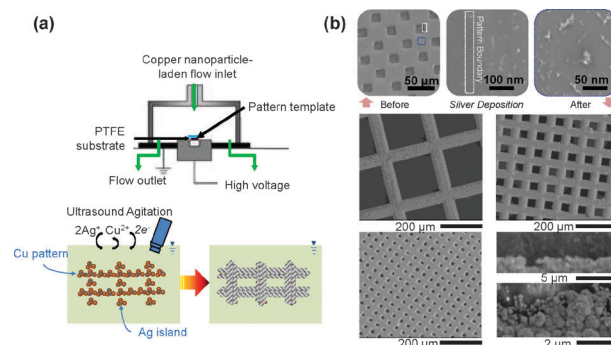 (a)
Copper nanoparticle-
laden flow inlet
Pattern template
PTFE
substrate
Flow outlet
High voltage
Ultrasound Agitation
2Ag⁺ Cu²⁺ 2e⁻
Cu pattern
Ag island
(b)
Pattern Boundary
50 μm
100 nm
50 nm
Before
Silver Deposition
After
200 μm
200 μm
200 μm
5 μm
2 μm